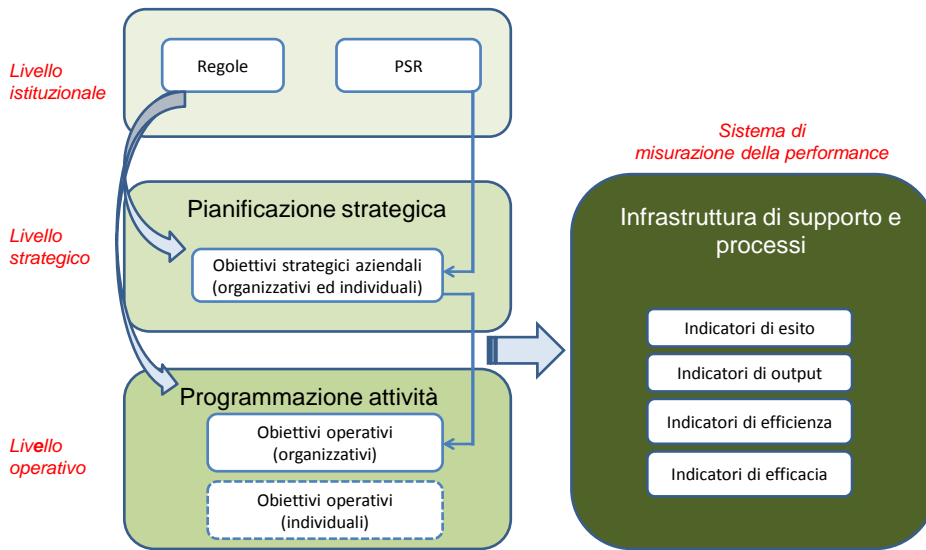 Livello
istituzionale
Regole
PSR
Livello
strategico
Pianificazione strategica
Obiettivi strategici aziendali
(organizzativi ed individuali)
Livello
operativo
Programmazione attività
Obiettivi operativi
(organizzativi)
Obiettivi operativi
(individuali)
Sistema di
misurazione della performance
Infrastruttura di supporto e
processi
Indicatori di esito
Indicatori di output
Indicatori di efficienza
Indicatori di efficacia